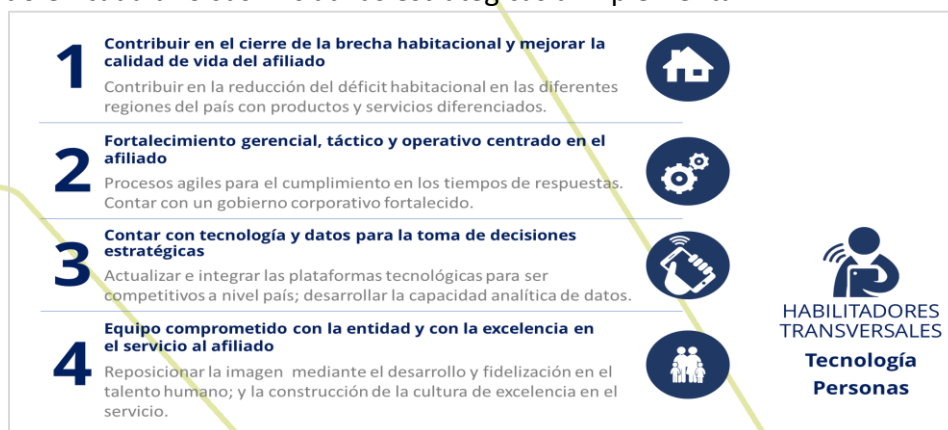 1
Contribuir en el cierre de la brecha habitacional y mejorar la
calidad de vida del afiliado
Contribuir en la reducción del déficit habitacional en las diferentes
regiones del país con productos y servicios diferenciados.
2
Fortalecimiento gerencial, táctico y operativo centrado en el
afiliado
Procesos agiles para el cumplimiento en los tiempos de respuestas.
Contar con un gobierno corporativo fortalecido.
3
Contar con tecnología y datos para la toma de decisiones
estratégicas
Actualizar e integrar las plataformas tecnológicas para ser
competitivos a nivel país; desarrollar la capacidad analítica de datos.
4
Equipo comprometido con la entidad y con la excelencia en
el servicio al afiliado
Reposicionar la imagen mediante el desarrollo y fidelización en el
talento humano; y la construcción de la cultura de excelencia en el
servicio.
HABILITADORES
TRANSVERSALES
Tecnología
Personas